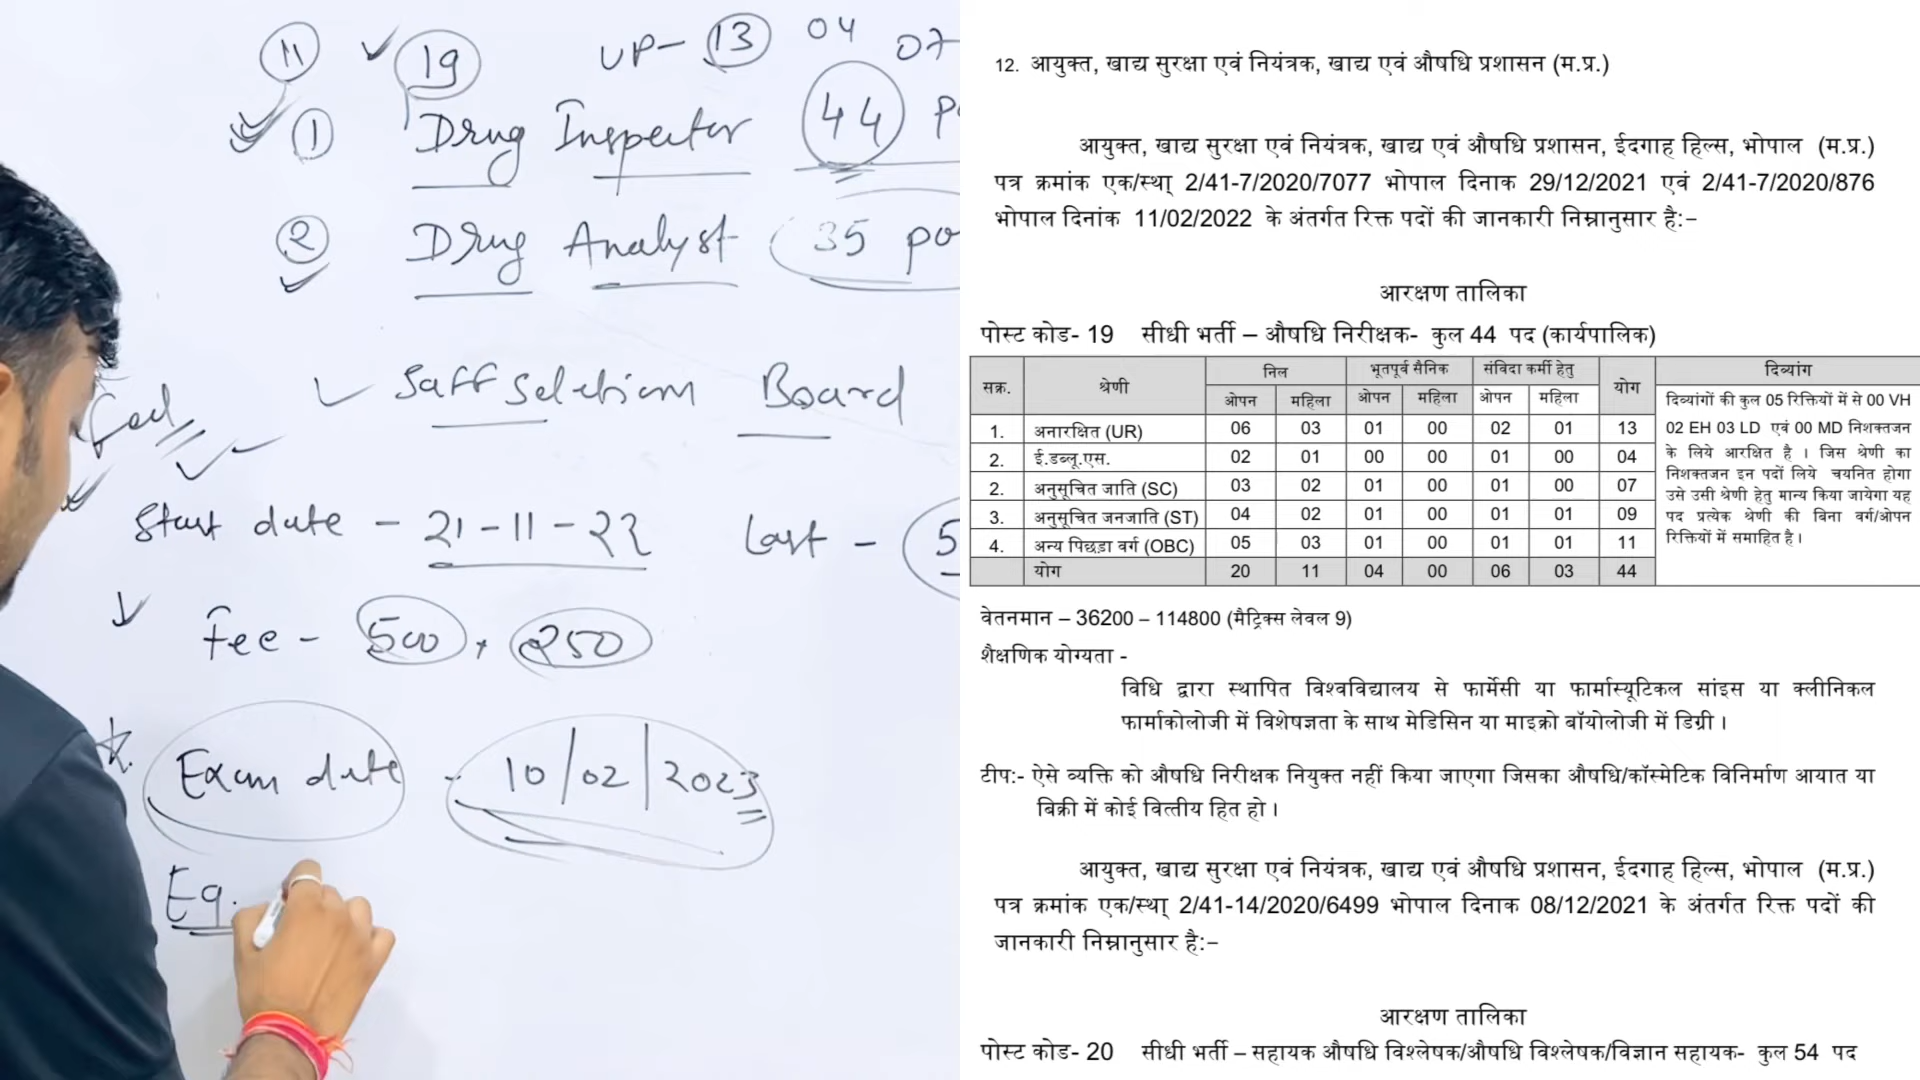 11 19 UP- 13 04 07
1 Drug Inspector 44 p
2 Drug Analyst 35 po
Saff Selection Board
Start date - 21-11-22 Last - 5
Fee - 500, 250
Exam date - 10/02/2023
Eq.
12. आयुक्त, खाद्य सुरक्षा एवं नियंत्रक, खाद्य एवं औषधि प्रशासन (म.प्र.)
आयुक्त, खाद्य सुरक्षा एवं नियंत्रक, खाद्य एवं औषधि प्रशासन, ईदगाह हिल्स, भोपाल (म.प्र.)
पत्र क्रमांक एक/स्था् 2/41-7/2020/7077 भोपाल दिनाक 29/12/2021 एवं 2/41-7/2020/876
भोपाल दिनांक 11/02/2022 के अंतर्गत रिक्त पदों की जानकारी निम्नानुसार है:–
आरक्षण तालिका
पोस्ट कोड- 19 सीधी भर्ती – औषधि निरीक्षक- कुल 44 पद (कार्यपालिक)
सक्र. श्रेणी निल भूतपूर्व सैनिक संविदा कर्मी हेतु योग दिव्यांग
ओपन महिला ओपन महिला ओपन महिला
1. अनारक्षित (UR) 06 03 01 00 02 01 13
2. ई.डब्लू.एस. 02 01 00 00 01 00 04
2. अनुसूचित जाति (SC) 03 02 01 00 01 00 07
3. अनुसूचित जनजाति (ST) 04 02 01 00 01 01 09
4. अन्य पिछड़ा वर्ग (OBC) 05 03 01 00 01 01 11
योग 20 11 04 00 06 03 44
दिव्यांगों की कुल 05 रिक्तियों में से 00 VH
02 EH 03 LD एवं 00 MD निशक्तजन
के लिये आरक्षित है । जिस श्रेणी का
निशक्तजन इन पदों लिये चयनित होगा
उसे उसी श्रेणी हेतु मान्य किया जायेगा यह
पद प्रत्येक श्रेणी की बिना वर्ग/ओपन
रिक्तियों में समाहित है।
वेतनमान – 36200 – 114800 (मैट्रिक्स लेवल 9)
शैक्षणिक योग्यता -
विधि द्वारा स्थापित विश्वविद्यालय से फार्मेसी या फार्मास्यूटिकल सांइस या क्लीनिकल
फार्माकोलोजी में विशेषज्ञता के साथ मेडिसिन या माइक्रो बॉयोलोजी में डिग्री ।
टीप:- ऐसे व्यक्ति को औषधि निरीक्षक नियुक्त नहीं किया जाएगा जिसका औषधि/कॉस्मेटिक विनिर्माण आयात या
बिक्री में कोई वित्तीय हित हो ।
आयुक्त, खाद्य सुरक्षा एवं नियंत्रक, खाद्य एवं औषधि प्रशासन, ईदगाह हिल्स, भोपाल (म.प्र.)
पत्र क्रमांक एक/स्था् 2/41-14/2020/6499 भोपाल दिनाक 08/12/2021 के अंतर्गत रिक्त पदों की
जानकारी निम्नानुसार है:–
आरक्षण तालिका
पोस्ट कोड- 20 सीधी भर्ती – सहायक औषधि विश्लेषक/औषधि विश्लेषक/विज्ञान सहायक- कुल 54 पद